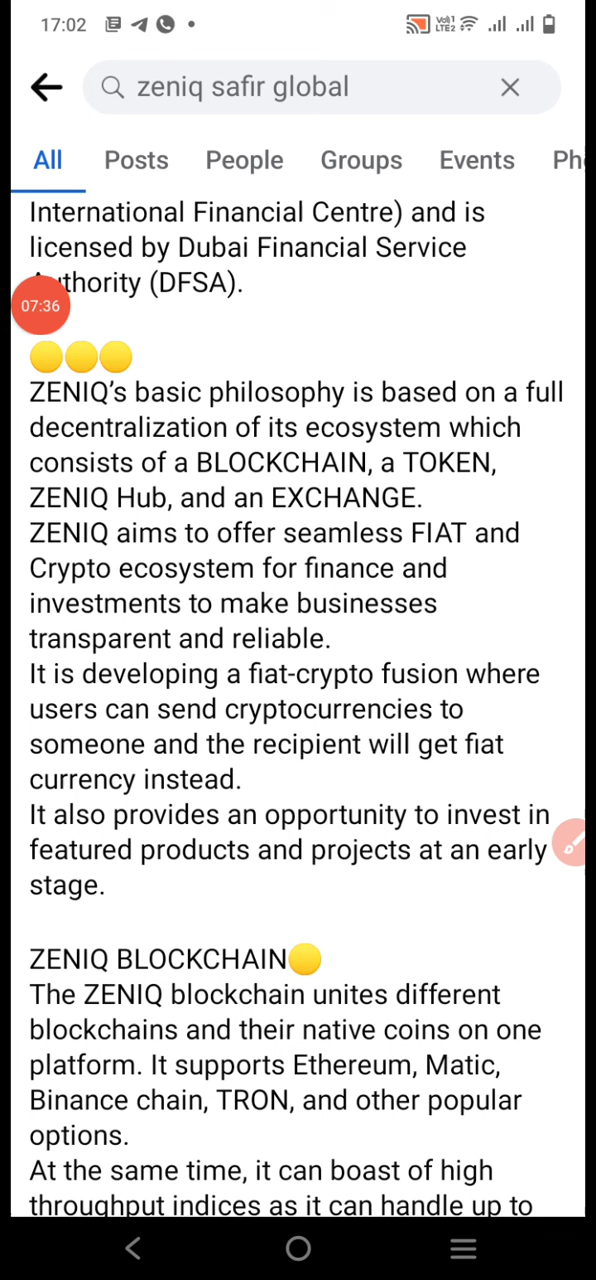 17:02
Vo1) 
LTE2
zeniq safir global
All Posts People Groups Events
International Financial Centre) and is
licensed by Dubai Financial Service
(DFSA).
07:36
ZENIQ’s basic philosophy is based on a full
decentralization of its ecosystem which
consists of a BLOCKCHAIN, a TOKEN,
ZENIQ Hub, and an EXCHANGE.
ZENIQ aims to offer seamless FIAT and
Crypto ecosystem for finance and
investments to make businesses
transparent and reliable.
It is developing a fiat-crypto fusion where
users can send cryptocurrencies to
someone and the recipient will get fiat
currency instead.
It also provides an opportunity to invest in
featured products and projects at an early
stage.
ZENIQ BLOCKCHAIN
The ZENIQ blockchain unites different
blockchains and their native coins on one
platform. It supports Ethereum, Matic,
Binance chain, TRON, and other popular
options.
At the same time, it can boast of high
throughput indices as it can handle up to